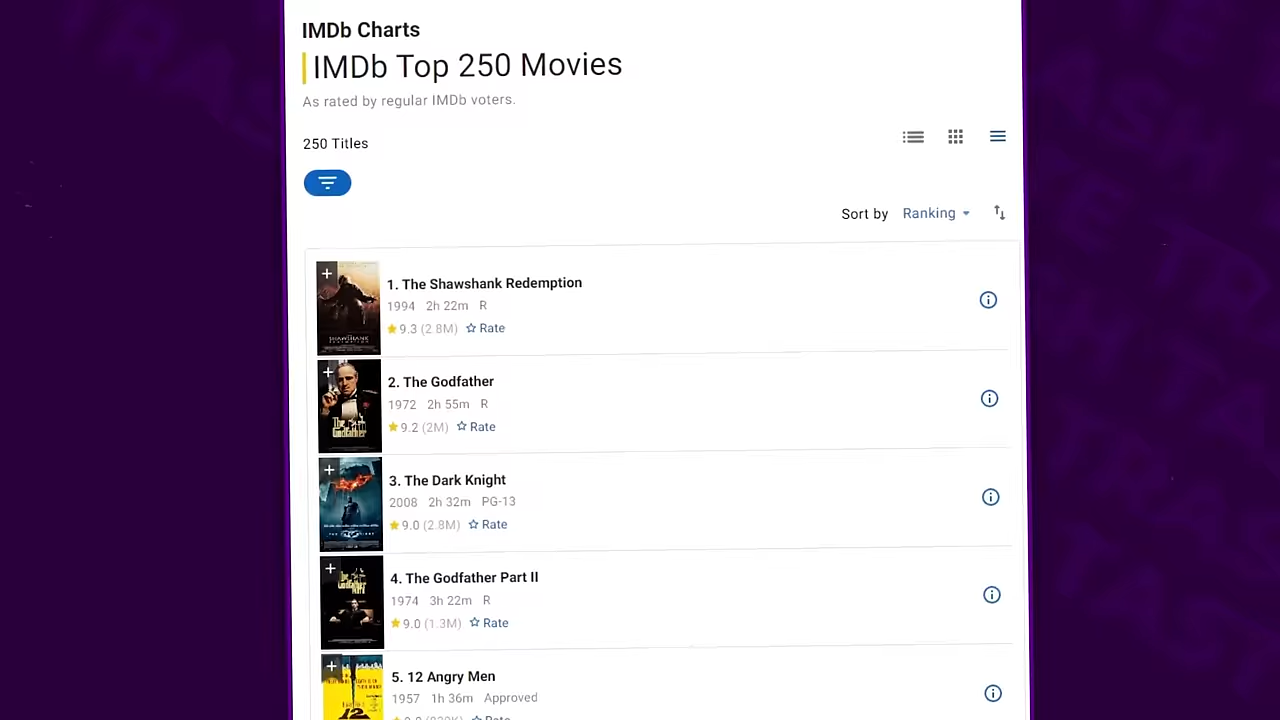 IMDb Charts
IMDb Top 250 Movies
As rated by regular IMDb voters.
250 Titles
Sort by Ranking
1. The Shawshank Redemption
1994 2h 22m R
9.3 (2.8M) Rate
2. The Godfather
1972 2h 55m R
9.2 (2M) Rate
3. The Dark Knight
2008 2h 32m PG-13
9.0 (2.8M) Rate
4. The Godfather Part II
1974 3h 22m R
9.0 (1.3M) Rate
5. 12 Angry Men
1957 1h 36m Approved
The Godfather
12